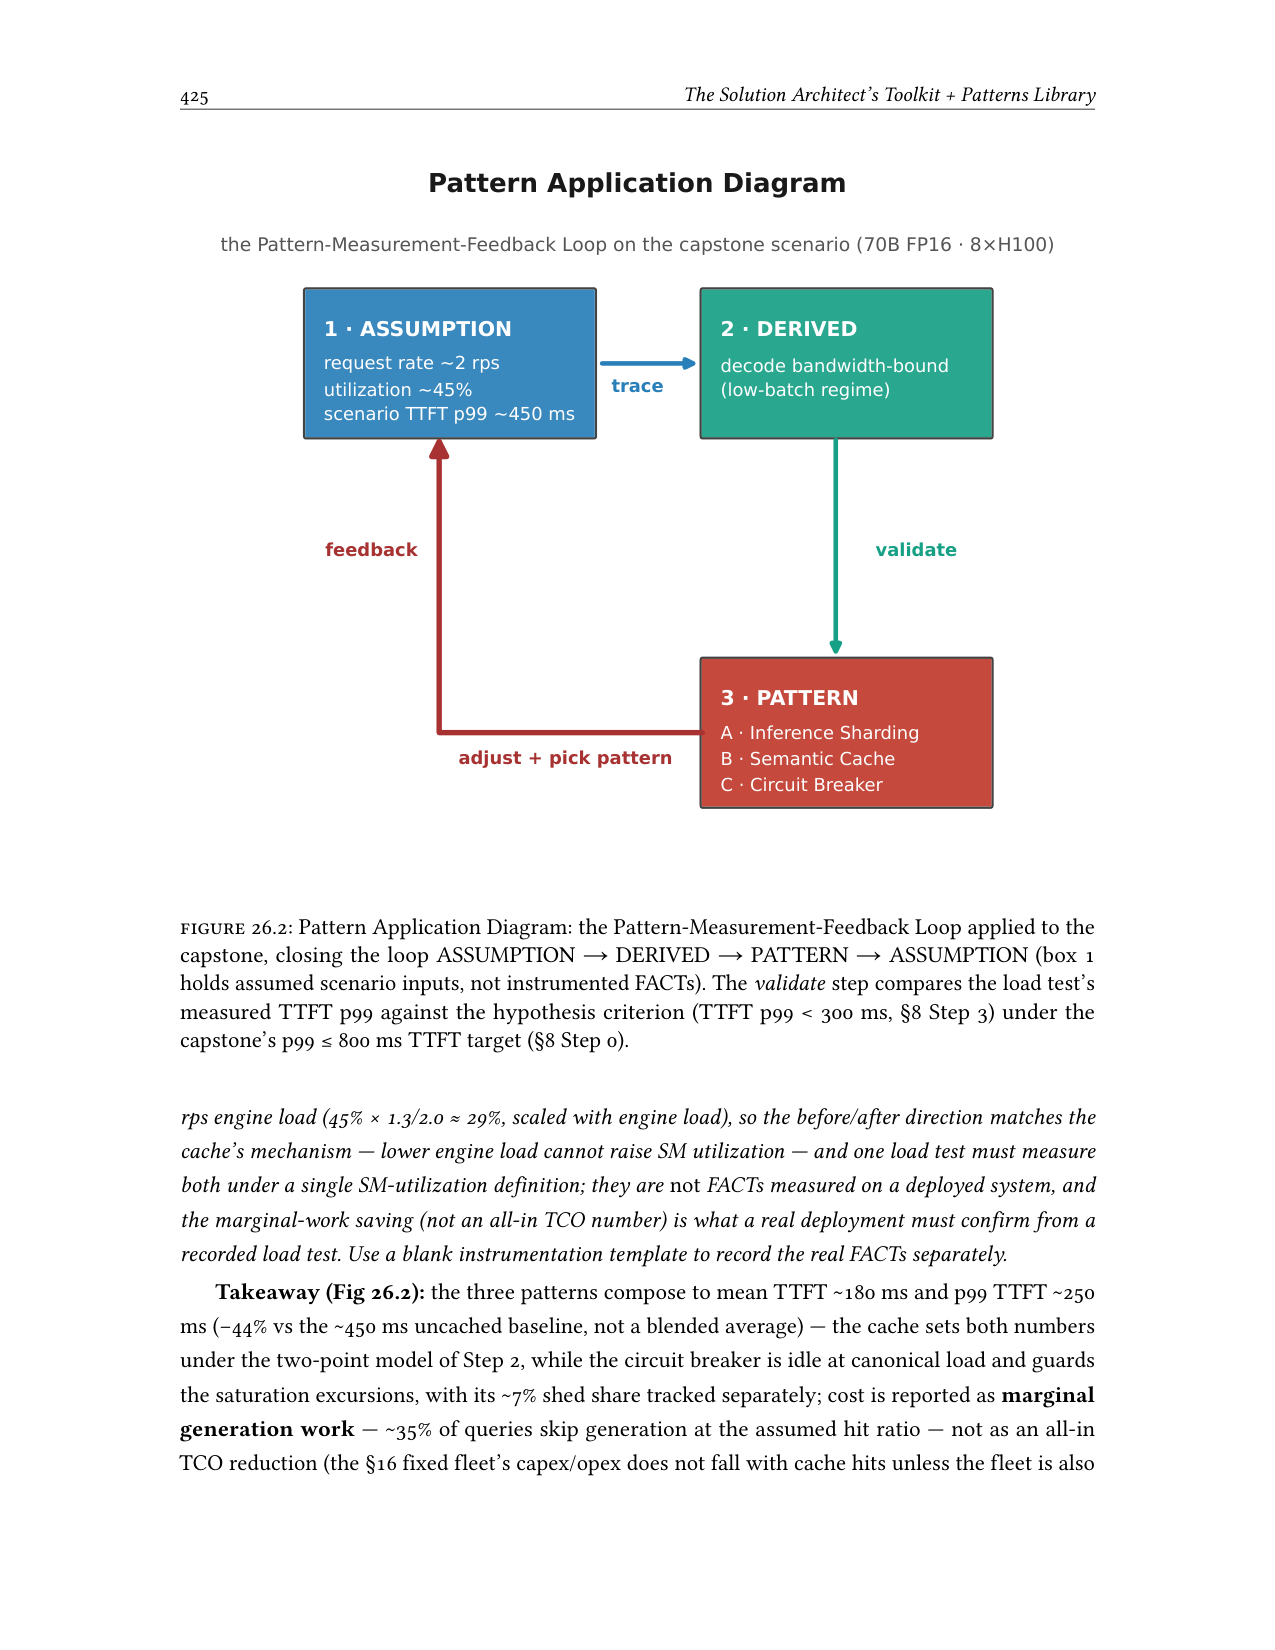 425
The Solution Architect's Toolkit + Patterns Library
Pattern Application Diagram
the Pattern-Measurement-Feedback Loop on the capstone scenario (70B FP16 · 8×H100)
1 · ASSUMPTION
request rate ~2 rps
utilization ~45%
scenario TTFT p99 ~450 ms
trace
2 · DERIVED
decode bandwidth-bound
(low-batch regime)
feedback
validate
3 · PATTERN
A · Inference Sharding
B · Semantic Cache
C · Circuit Breaker
adjust + pick pattern
FIGURE 26.2: Pattern Application Diagram: the Pattern-Measurement-Feedback Loop applied to the
capstone, closing the loop ASSUMPTION → DERIVED → PATTERN → ASSUMPTION (box 1
holds assumed scenario inputs, not instrumented FACTs). The validate step compares the load test's
measured TTFT p99 against the hypothesis criterion (TTFT p99 < 300 ms, §8 Step 3) under the
capstone's p99 ≤ 800 ms TTFT target (§8 Step 0).
rps engine load (45% × 1.3/2.0 ≈ 29%, scaled with engine load), so the before/after direction matches the
cache's mechanism — lower engine load cannot raise SM utilization — and one load test must measure
both under a single SM-utilization definition; they are not FACTs measured on a deployed system, and
the marginal-work saving (not an all-in TCO number) is what a real deployment must confirm from a
recorded load test. Use a blank instrumentation template to record the real FACTs separately.
Takeaway (Fig 26.2): the three patterns compose to mean TTFT ~180 ms and p99 TTFT ~250
ms (−44% vs the ~450 ms uncached baseline, not a blended average) — the cache sets both numbers
under the two-point model of Step 2, while the circuit breaker is idle at canonical load and guards
the saturation excursions, with its ~7% shed share tracked separately; cost is reported as marginal
generation work — ~35% of queries skip generation at the assumed hit ratio — not as an all-in
TCO reduction (the §16 fixed fleet's capex/opex does not fall with cache hits unless the fleet is also